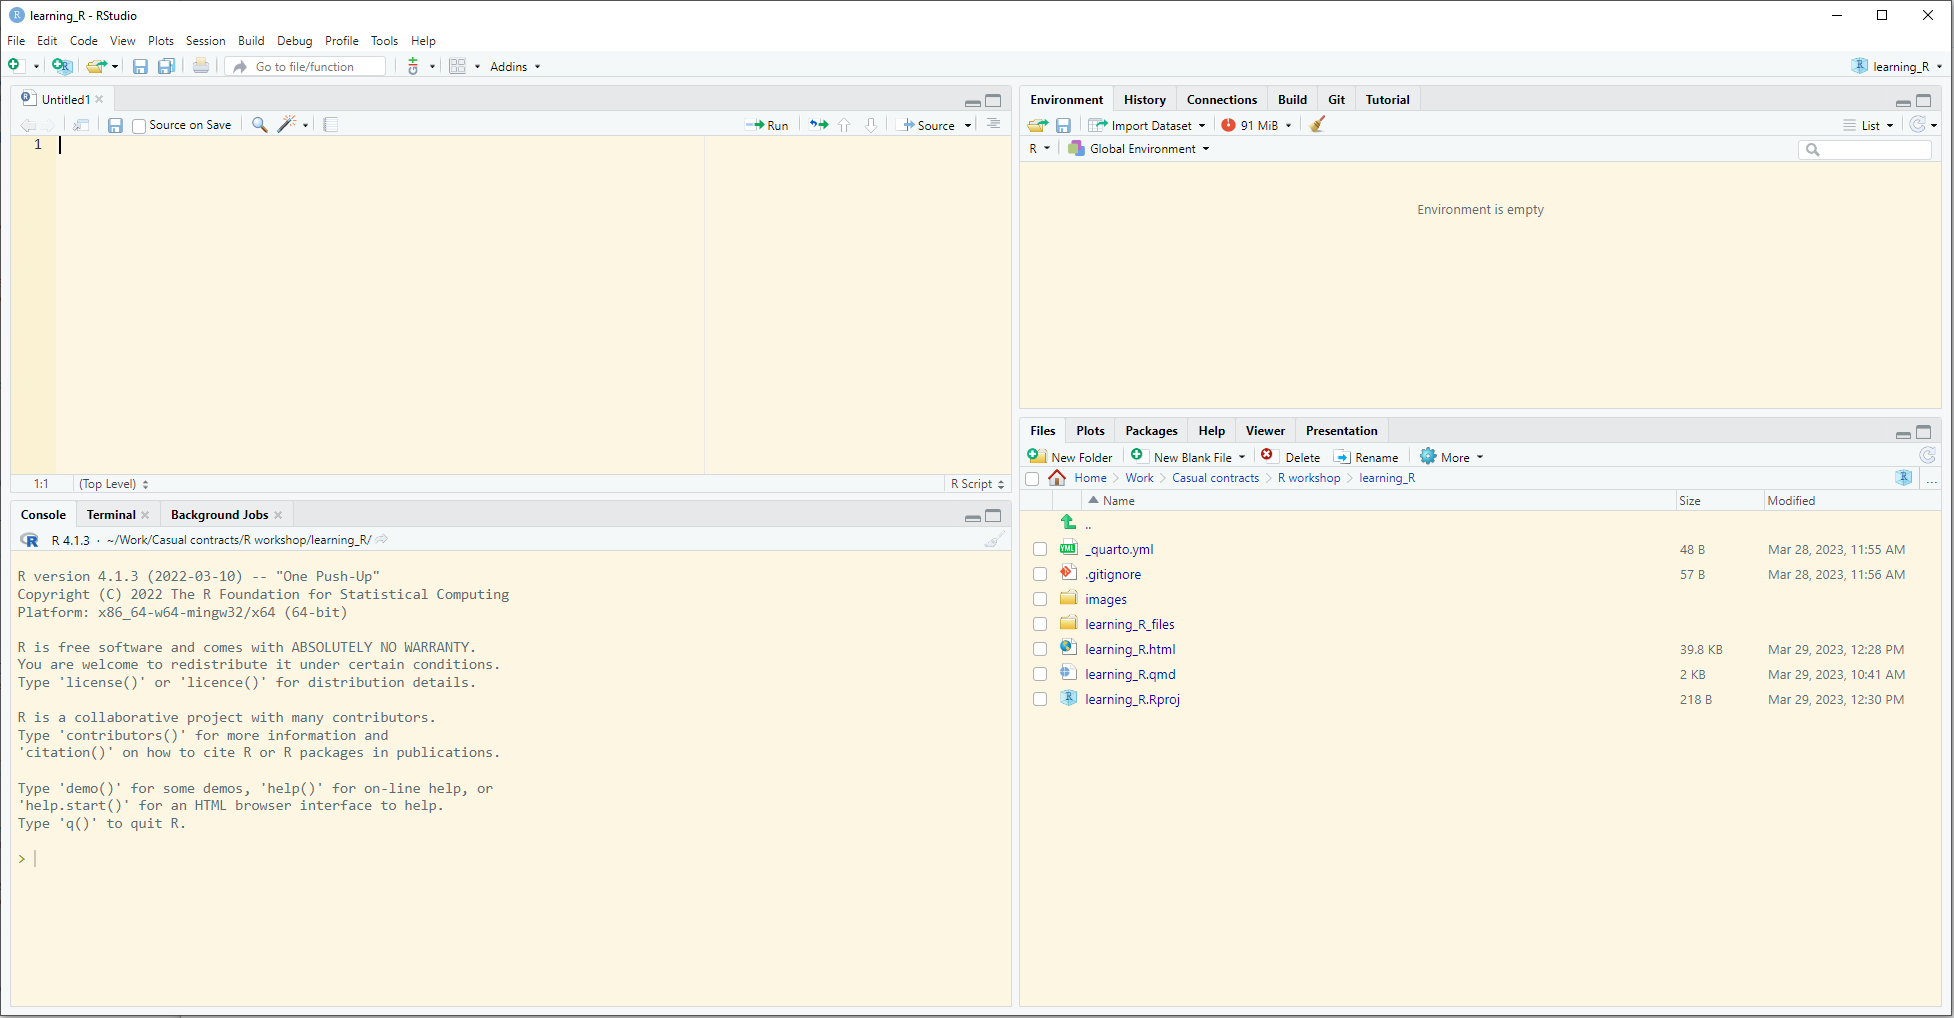 learning_R - RStudio
File Edit Code View Plots Session Build Debug Profile Tools Help
Go to file/function Addins learning_R
Untitled1
Source on Save Run Source
1
1:1 (Top Level) R Script
Console Terminal Background Jobs
R 4.1.3 · ~/Work/Casual contracts/R workshop/learning_R/
R version 4.1.3 (2022-03-10) -- "One Push-Up"
Copyright (C) 2022 The R Foundation for Statistical Computing
Platform: x86_64-w64-mingw32/x64 (64-bit)
R is free software and comes with ABSOLUTELY NO WARRANTY.
You are welcome to redistribute it under certain conditions.
Type 'license()' or 'licence()' for distribution details.
R is a collaborative project with many contributors.
Type 'contributors()' for more information and
'citation()' on how to cite R or R packages in publications.
Type 'demo()' for some demos, 'help()' for on-line help, or
'help.start()' for an HTML browser interface to help.
Type 'q()' to quit R.
>
Environment History Connections Build Git Tutorial
Import Dataset 91 MiB List
R Global Environment
Environment is empty
Files Plots Packages Help Viewer Presentation
New Folder New Blank File Delete Rename More
Home Work Casual contracts R workshop learning_R ...
Name Size Modified
..
_quarto.yml 48 B Mar 28, 2023, 11:55 AM
.gitignore 57 B Mar 28, 2023, 11:56 AM
images
learning_R_files
learning_R.html 39.8 KB Mar 29, 2023, 12:28 PM
learning_R.qmd 2 KB Mar 29, 2023, 10:41 AM
learning_R.Rproj 218 B Mar 29, 2023, 12:30 PM